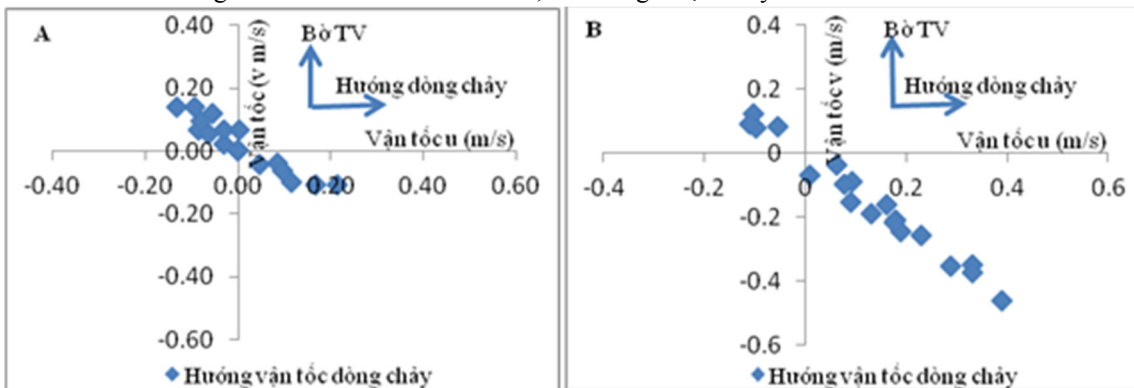 A
Bờ TV
Hướng dòng chảy
Vận tốc (v m/s)
Vận tốc u (m/s)
0.40
0.20
0.00
-0.20
-0.40
-0.60
-0.40 -0.20 0.00 0.20 0.40 0.60
Hướng vận tốc dòng chảy
B
Bờ TV
Hướng dòng chảy
Vận tốc v (m/s)
Vận tốc u (m/s)
0.4
0.2
0
-0.2
-0.4
-0.6
-0.4 -0.2 0 0.2 0.4 0.6
Hướng vận tốc dòng chảy